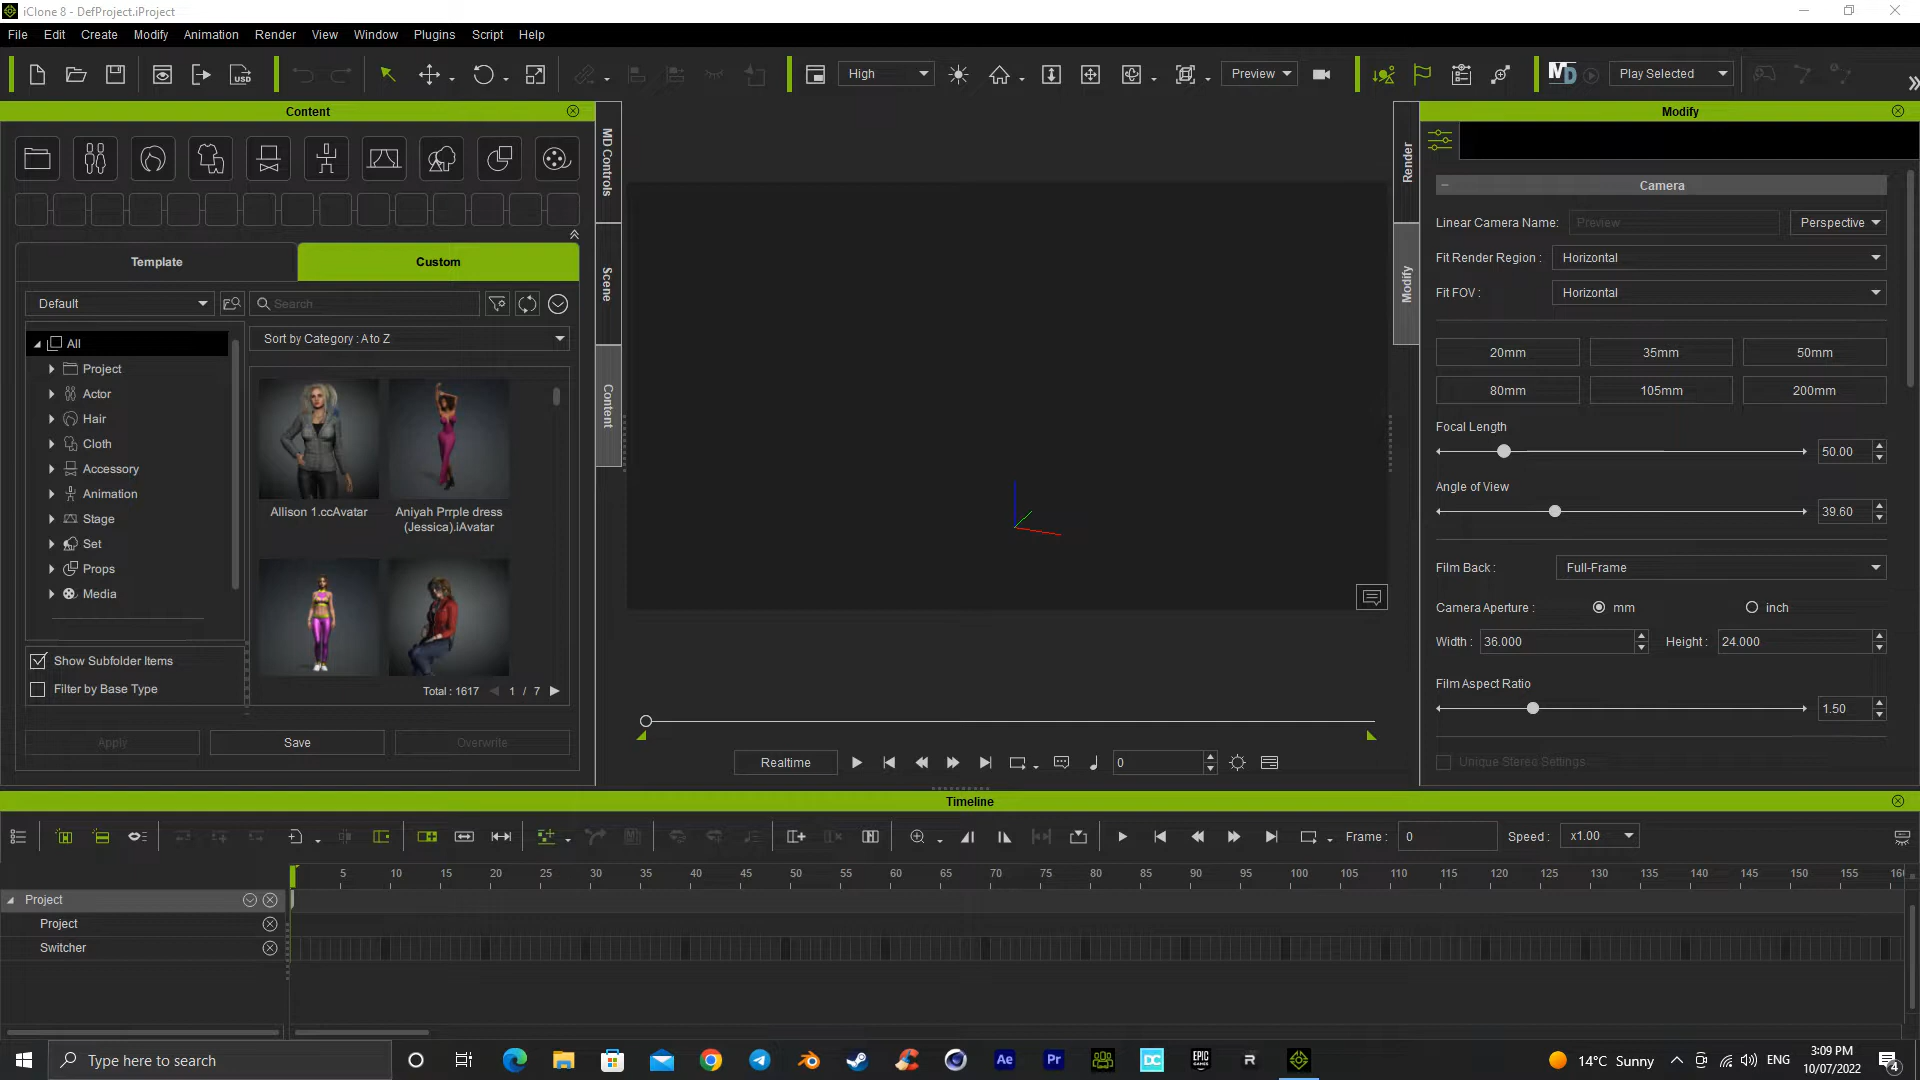 iClone 8 - DefProject.iProject
File Edit Create Modify Animation Render View Window Plugins Script Help
USD High Preview MD Play Selected
Content
MD Controls
Scene
Content
Template Custom
Default Search
Sort by Category : A to Z
All
Project
Actor
Hair
Cloth
Accessory
Animation
Stage
Set
Props
Media
Allison 1.ccAvatar
Aniyah Prrple dress
(Jessica).iAvatar
Show Subfolder Items
Filter by Base Type
Total : 1617 1 / 7
Apply Save Overwrite
Realtime 0
Render
Modify
Modify
Camera
Linear Camera Name: Preview Perspective
Fit Render Region : Horizontal
Fit FOV : Horizontal
20mm 35mm 50mm
80mm 105mm 200mm
Focal Length
50.00
Angle of View
39.60
Film Back : Full-Frame
Camera Aperture : mm inch
Width : 36.000 Height : 24.000
Film Aspect Ratio
1.50
Unique Stereo Settings
Timeline
Frame : 0 Speed : x1.00
5 10 15 20 25 30 35 40 45 50 55 60 65 70 75 80 85 90 95 100 105 110 115 120 125 130 135 140 145 150 155 16
Project
Project
Switcher
Type here to search
Ae Pr DC EPIC GAMES R
14°C Sunny ENG
3:09 PM
10/07/2022
4